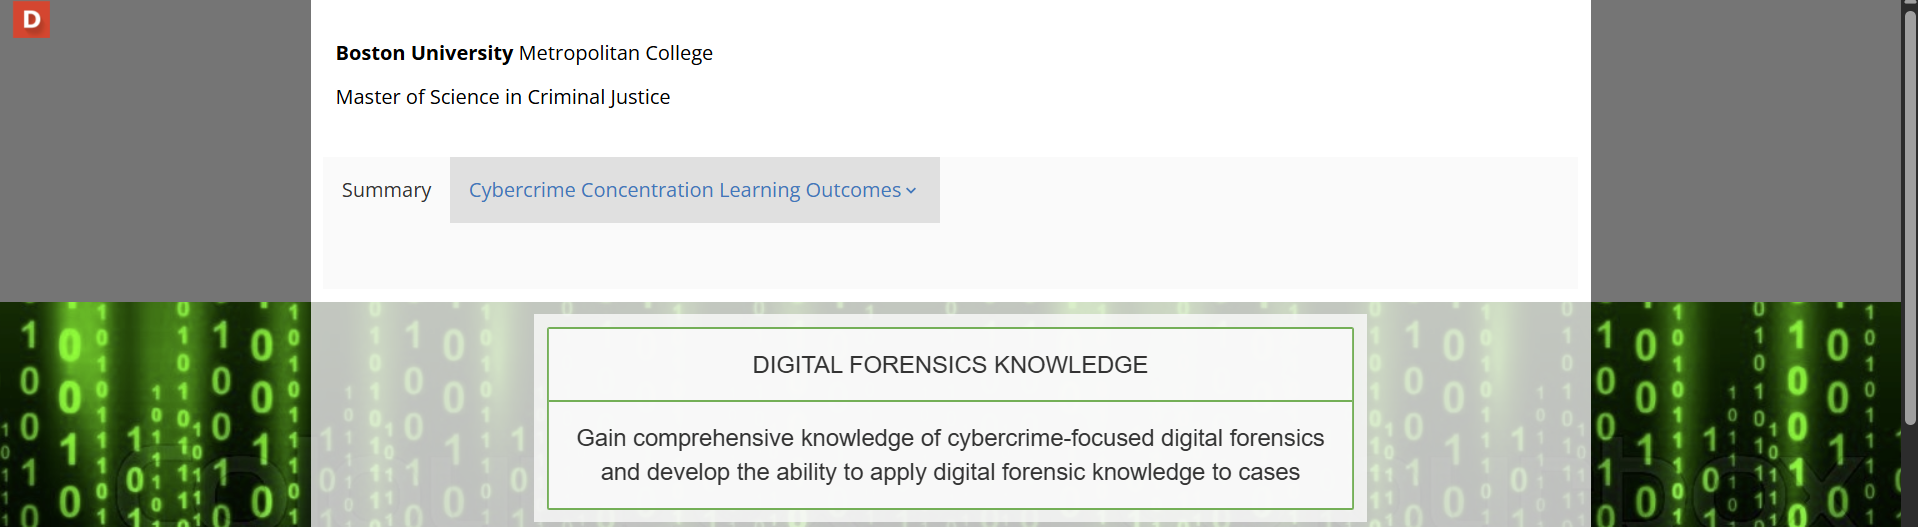 D
Boston University Metropolitan College
Master of Science in Criminal Justice
Summary
Cybercrime Concentration Learning Outcomes
DIGITAL FORENSICS KNOWLEDGE
Gain comprehensive knowledge of cybercrime-focused digital forensics
and develop the ability to apply digital forensic knowledge to cases